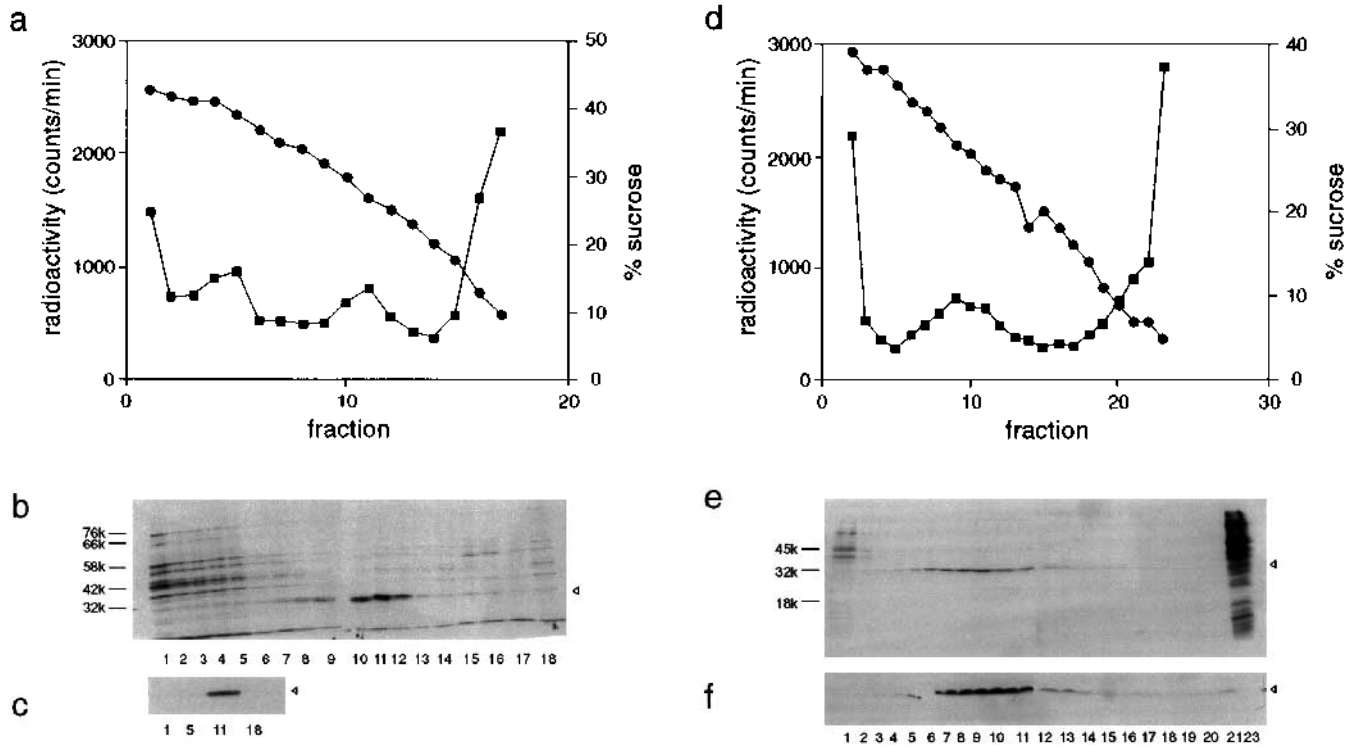 a
3000
2000
1000
0
radioactivity (counts/min)
50
40
30
20
10
0
% sucrose
0
10
20
fraction
b
76k
66k
58k
42k
32k
1 2 3 4 5 6 7 8 9 10 11 12 13 14 15 16 17 18
c
1 5 11 18
d
3000
2000
1000
0
radioactivity (counts/min)
40
30
20
10
0
% sucrose
0
10
20
30
fraction
e
45k
32k
18k
f
1 2 3 4 5 6 7 8 9 10 11 12 13 15 16 17 18 19 20 21 23